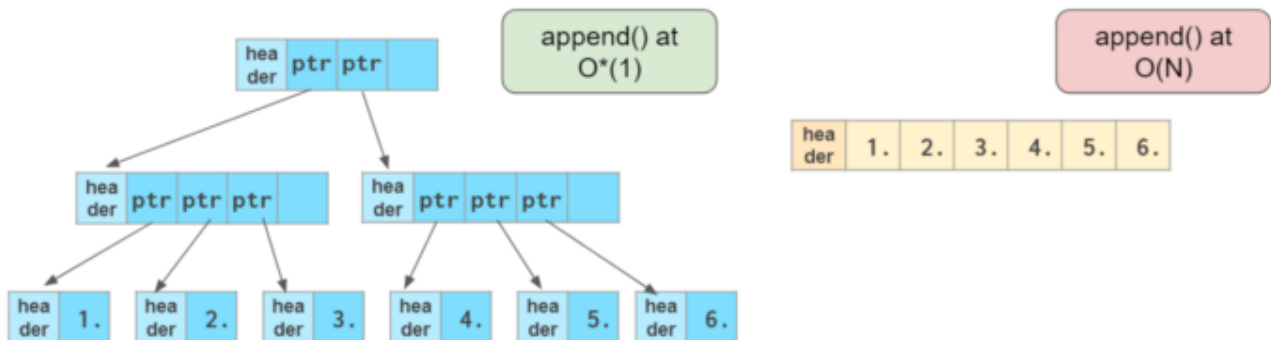 append() at
O*(1)
append() at
O(N)
hea
der
ptr ptr
hea
der
1. 2. 3. 4. 5. 6.
hea
der
ptr ptr ptr
hea
der
ptr ptr ptr
hea
der
1.
hea
der
2.
hea
der
3.
hea
der
4.
hea
der
5.
hea
der
6.